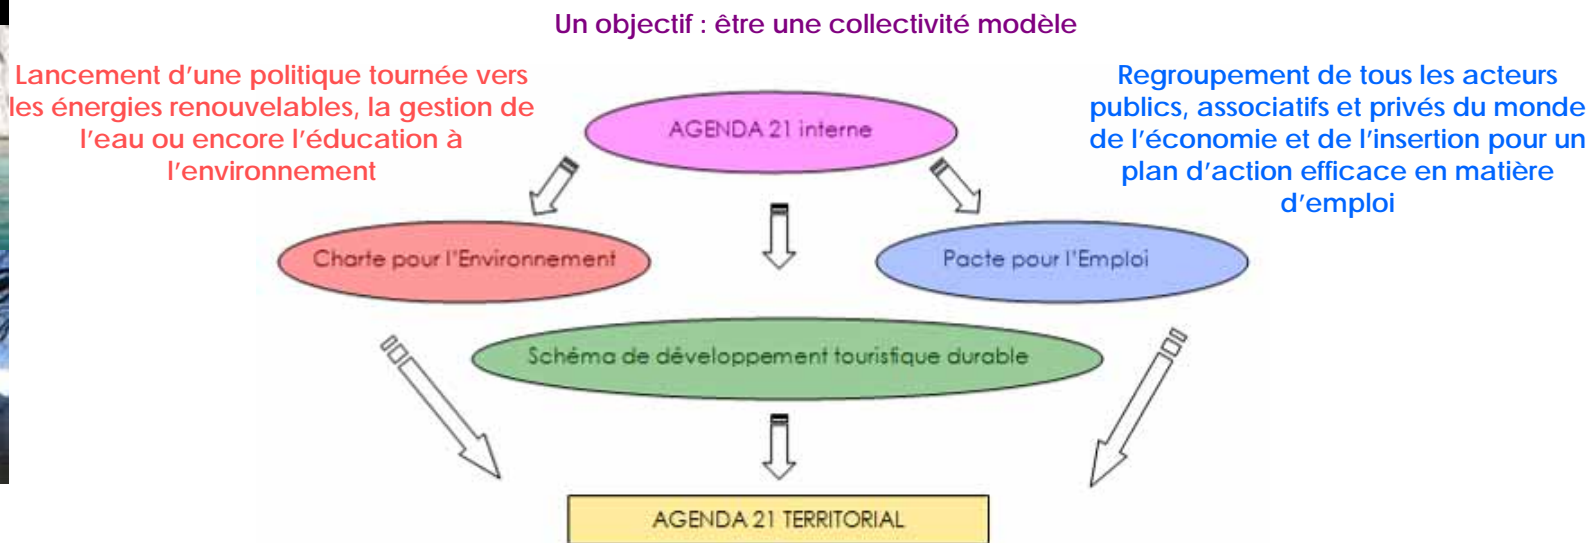 Un objectif : être une collectivité modèle
Lancement d'une politique tournée vers
les énergies renouvelables, la gestion de
l'eau ou encore l'éducation à
l'environnement
Regroupement de tous les acteurs
publics, associatifs et privés du monde
de l'économie et de l'insertion pour un
plan d'action efficace en matière
d'emploi
AGENDA 21 interne
Charte pour l'Environnement
Pacte pour l'Emploi
Schéma de développement touristique durable
AGENDA 21 TERRITORIAL